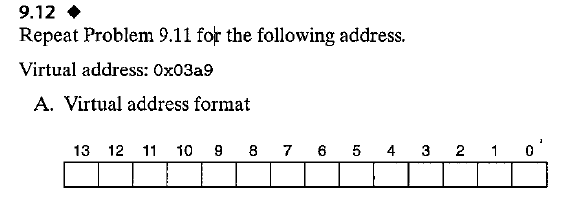 9.12 ◆
Repeat Problem 9.11 for the following address.
Virtual address: 0x03a9
A. Virtual address format
13 12 11 10 9 8 7 6 5 4 3 2 1 0